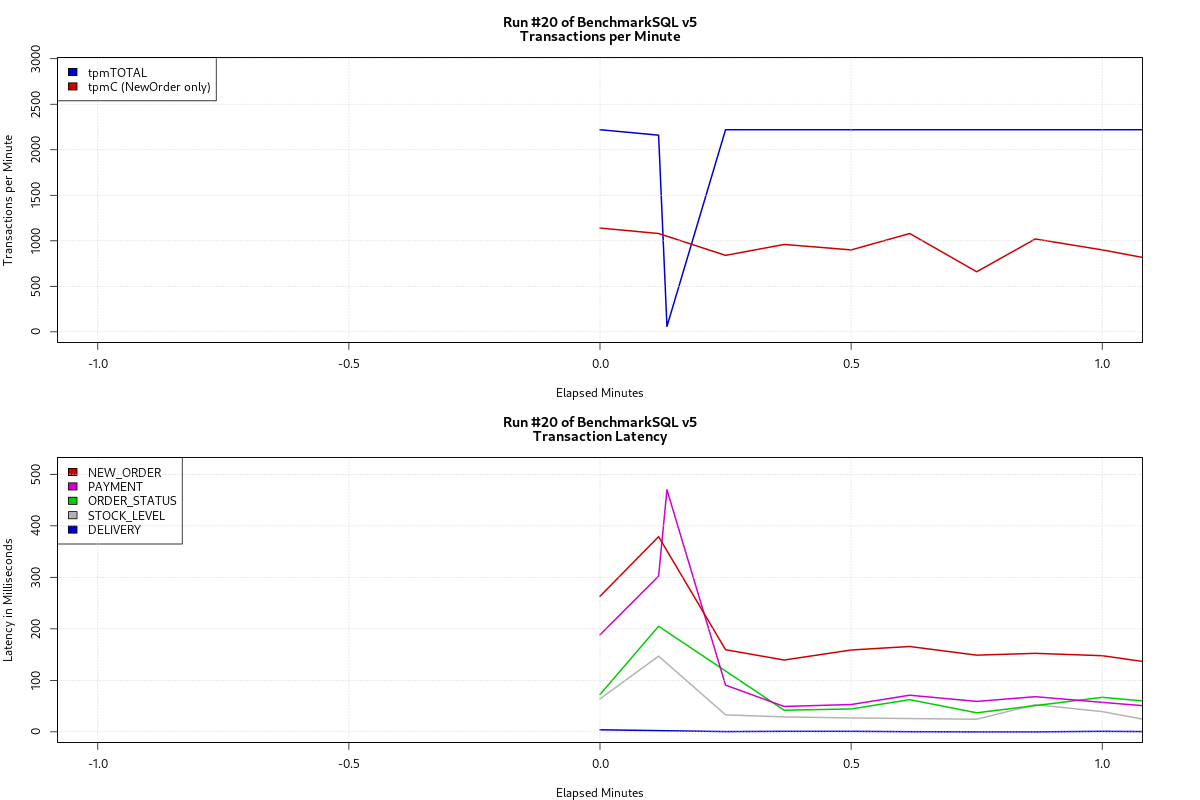 Run #20 of BenchmarkSQL v5
Transactions per Minute
tpmTOTAL
tpmC (NewOrder only)
Transactions per Minute
3000
2500
2000
1500
1000
500
0
-1.0 -0.5 0.0 0.5 1.0
Elapsed Minutes
Run #20 of BenchmarkSQL v5
Transaction Latency
NEW_ORDER
PAYMENT
ORDER_STATUS
STOCK_LEVEL
DELIVERY
Latency in Milliseconds
500
400
300
200
100
0
-1.0 -0.5 0.0 0.5 1.0
Elapsed Minutes